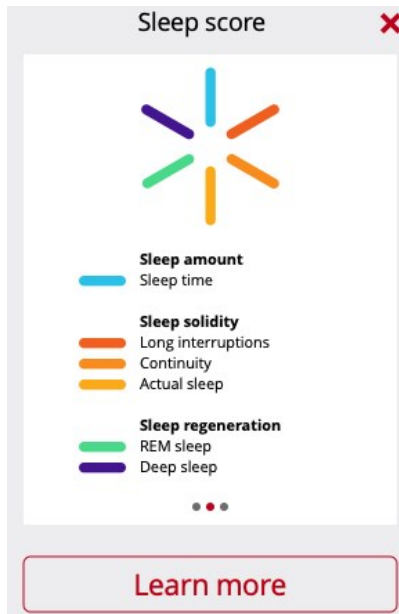 Sleep score
Sleep amount
Sleep time
Sleep solidity
Long interruptions
Continuity
Actual sleep
Sleep regeneration
REM sleep
Deep sleep
Learn more